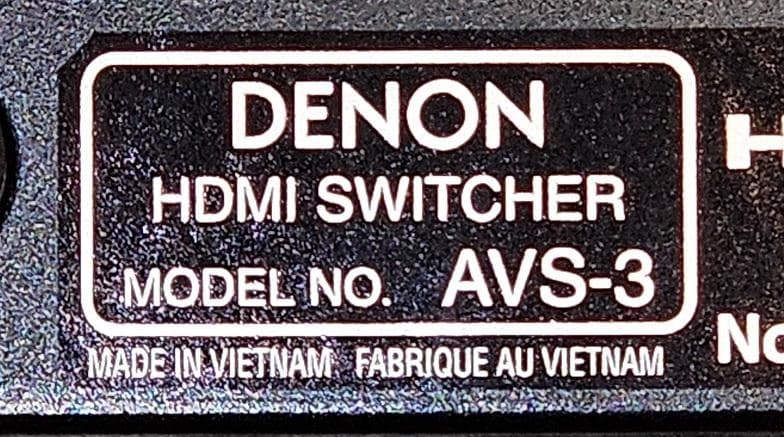 DENON
HDMI SWITCHER
MODEL NO. AVS-3
MADE IN VIETNAM FABRIQUE AU VIETNAM